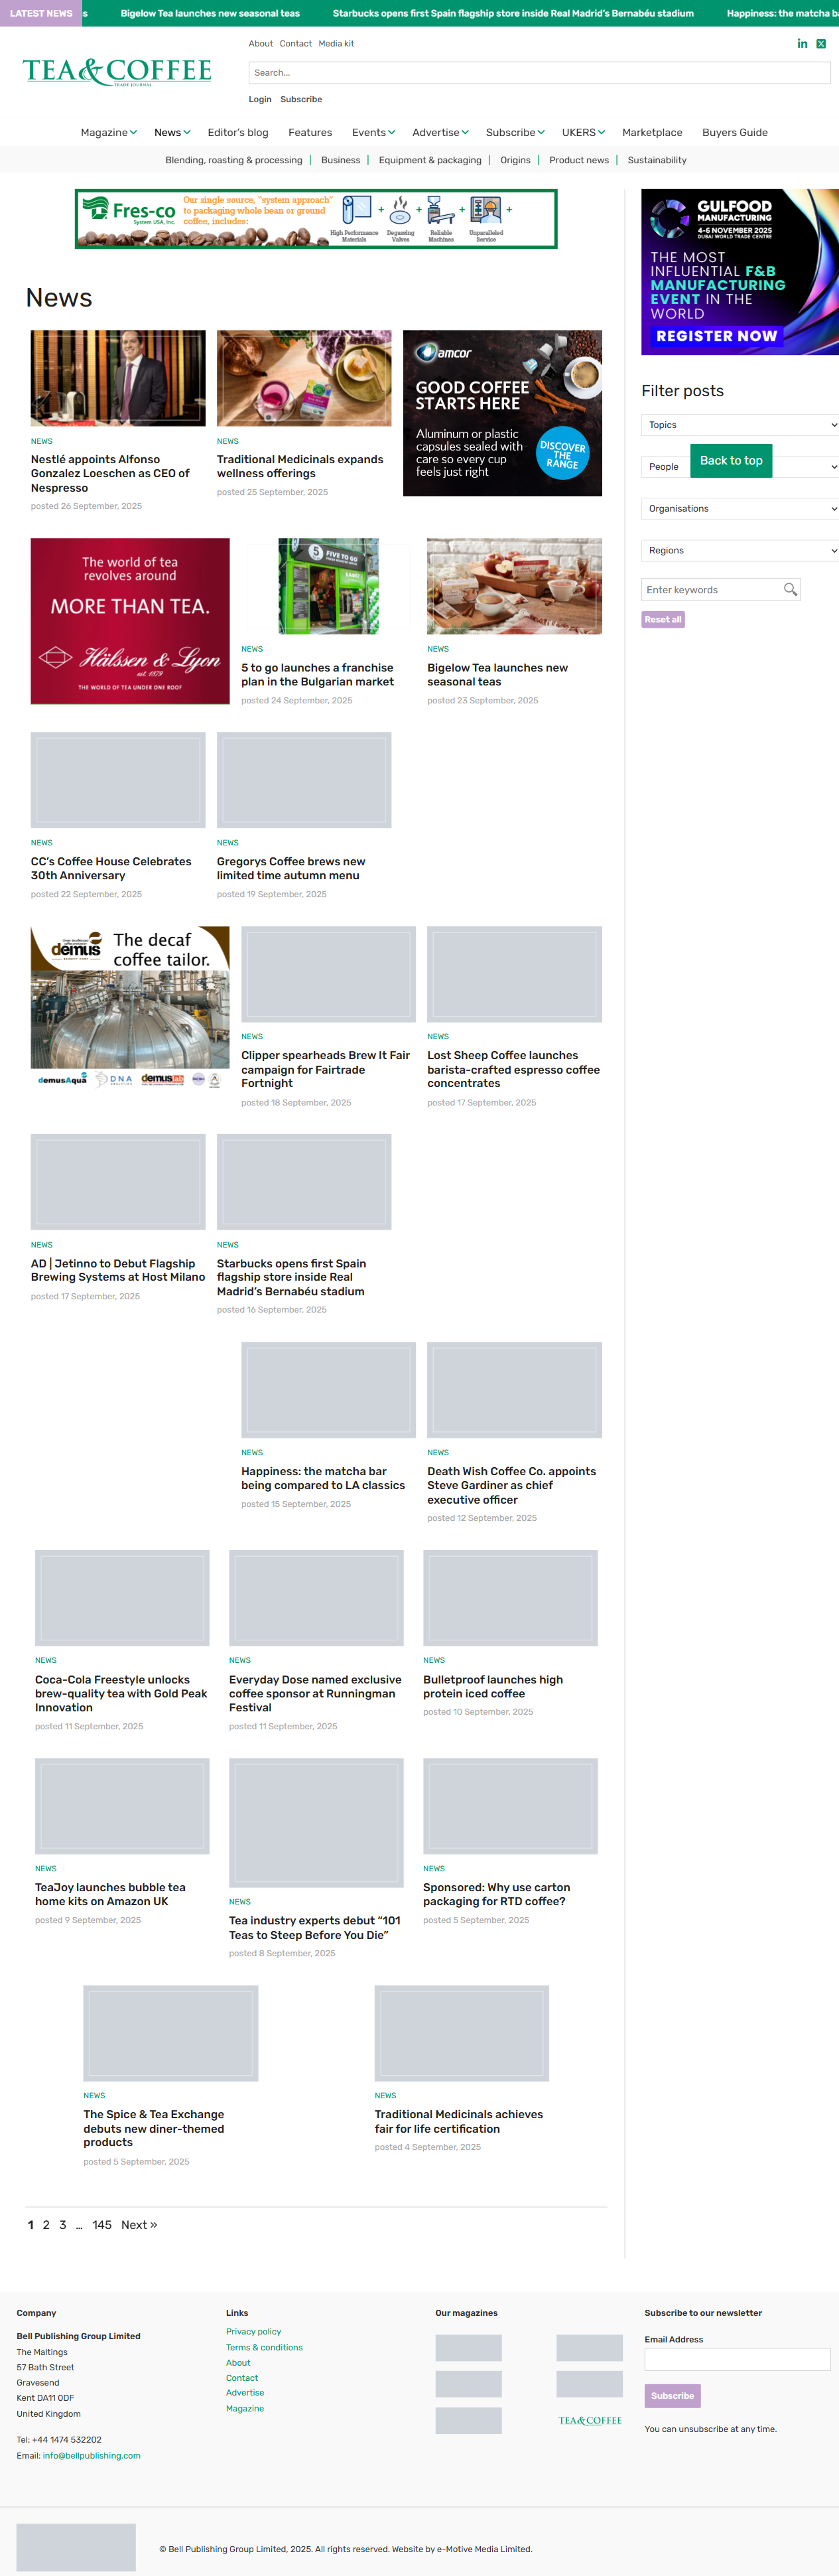 LATEST NEWS
s
Bigelow Tea launches new seasonal teas
Starbucks opens first Spain flagship store inside Real Madrid's Bernabéu stadium
Happiness: the matcha ba
TEA&COFFEE
TRADE JOURNAL
About Contact Media kit
Search...
Login Subscribe
Magazine News Editor's blog Features Events Advertise Subscribe UKERS Marketplace Buyers Guide
Blending, roasting & processing | Business | Equipment & packaging | Origins | Product news | Sustainability
Fres-co
System USA, Inc.
Our single source, "system approach"
to packaging whole bean or ground
coffee, includes:
High Performance
Materials
Degassing
Valves
Reliable
Machines
Unparalleled
Service
GULFOOD
MANUFACTURING
4-6 NOVEMBER 2025
DUBAI WORLD TRADE CENTRE
THE MOST
INFLUENTIAL F&B
MANUFACTURING
EVENT IN THE
WORLD
REGISTER NOW
News
NEWS
Nestlé appoints Alfonso
Gonzalez Loeschen as CEO of
Nespresso
posted 26 September, 2025
NEWS
Traditional Medicinals expands
wellness offerings
posted 25 September, 2025
amcor
GOOD COFFEE
STARTS HERE
Aluminum or plastic
capsules sealed with
care so every cup
feels just right
DISCOVER
THE
RANGE
Filter posts
Topics
People
Back to top
Organisations
Regions
Enter keywords
Reset all
The world of tea
revolves around
MORE THAN TEA.
Hälssen & Lyon
est. 1879
THE WORLD OF TEA UNDER ONE ROOF
5 FIVE TO GO
NEWS
5 to go launches a franchise
plan in the Bulgarian market
posted 24 September, 2025
NEWS
Bigelow Tea launches new
seasonal teas
posted 23 September, 2025
NEWS
CC's Coffee House Celebrates
30th Anniversary
posted 22 September, 2025
NEWS
Gregorys Coffee brews new
limited time autumn menu
posted 19 September, 2025
demus
The decaf
coffee tailor.
demusAqua
DNA
demuslab
NEWS
Clipper spearheads Brew It Fair
campaign for Fairtrade
Fortnight
posted 18 September, 2025
NEWS
Lost Sheep Coffee launches
barista-crafted espresso coffee
concentrates
posted 17 September, 2025
NEWS
AD | Jetinno to Debut Flagship
Brewing Systems at Host Milano
posted 17 September, 2025
NEWS
Starbucks opens first Spain
flagship store inside Real
Madrid's Bernabéu stadium
posted 16 September, 2025
NEWS
Happiness: the matcha bar
being compared to LA classics
posted 15 September, 2025
NEWS
Death Wish Coffee Co. appoints
Steve Gardiner as chief
executive officer
posted 12 September, 2025
NEWS
Coca-Cola Freestyle unlocks
brew-quality tea with Gold Peak
Innovation
posted 11 September, 2025
NEWS
Everyday Dose named exclusive
coffee sponsor at Runningman
Festival
posted 11 September, 2025
NEWS
Bulletproof launches high
protein iced coffee
posted 10 September, 2025
NEWS
TeaJoy launches bubble tea
home kits on Amazon UK
posted 9 September, 2025
NEWS
Tea industry experts debut "101
Teas to Steep Before You Die"
posted 8 September, 2025
NEWS
Sponsored: Why use carton
packaging for RTD coffee?
posted 5 September, 2025
NEWS
The Spice & Tea Exchange
debuts new diner-themed
products
posted 5 September, 2025
NEWS
Traditional Medicinals achieves
fair for life certification
posted 4 September, 2025
1 2 3 … 145 Next »
Company
Bell Publishing Group Limited
The Maltings
57 Bath Street
Gravesend
Kent DA11 0DF
United Kingdom
Tel: +44 1474 532202
Email: info@bellpublishing.com
Links
Privacy policy
Terms & conditions
About
Contact
Advertise
Magazine
Our magazines
TEA&COFFEE
Subscribe to our newsletter
Email Address
Subscribe
You can unsubscribe at any time.
© Bell Publishing Group Limited, 2025. All rights reserved. Website by e-Motive Media Limited.